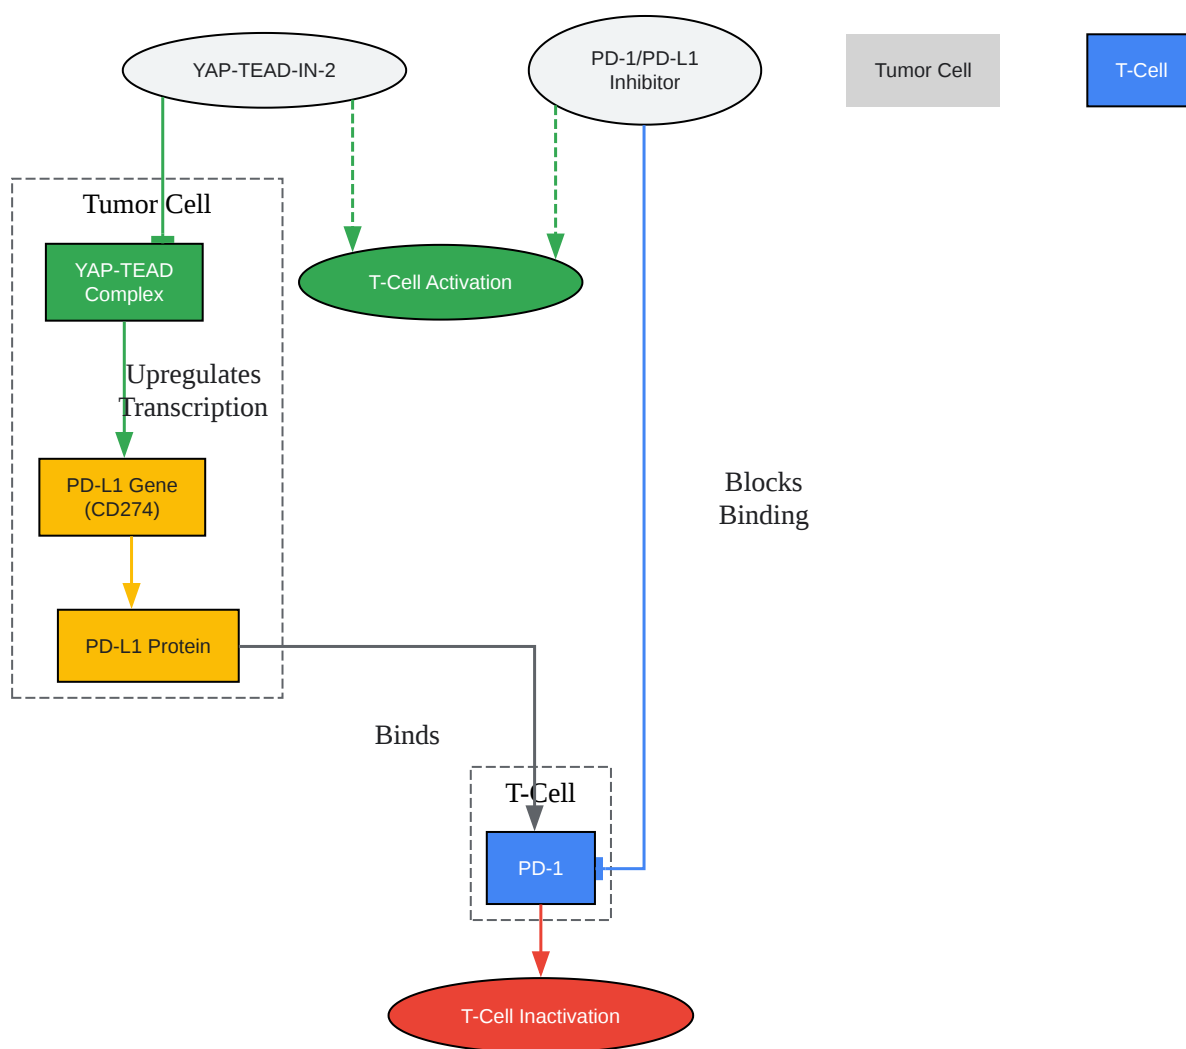 YAP-TEAD-IN-2
PD-1/PD-L1
Inhibitor
Tumor Cell
T-Cell
Tumor Cell
YAP-TEAD
Complex
T-Cell Activation
Upregulates
Transcription
PD-L1 Gene
(CD274)
Blocks
Binding
PD-L1 Protein
Binds
T-Cell
PD-1
T-Cell Inactivation